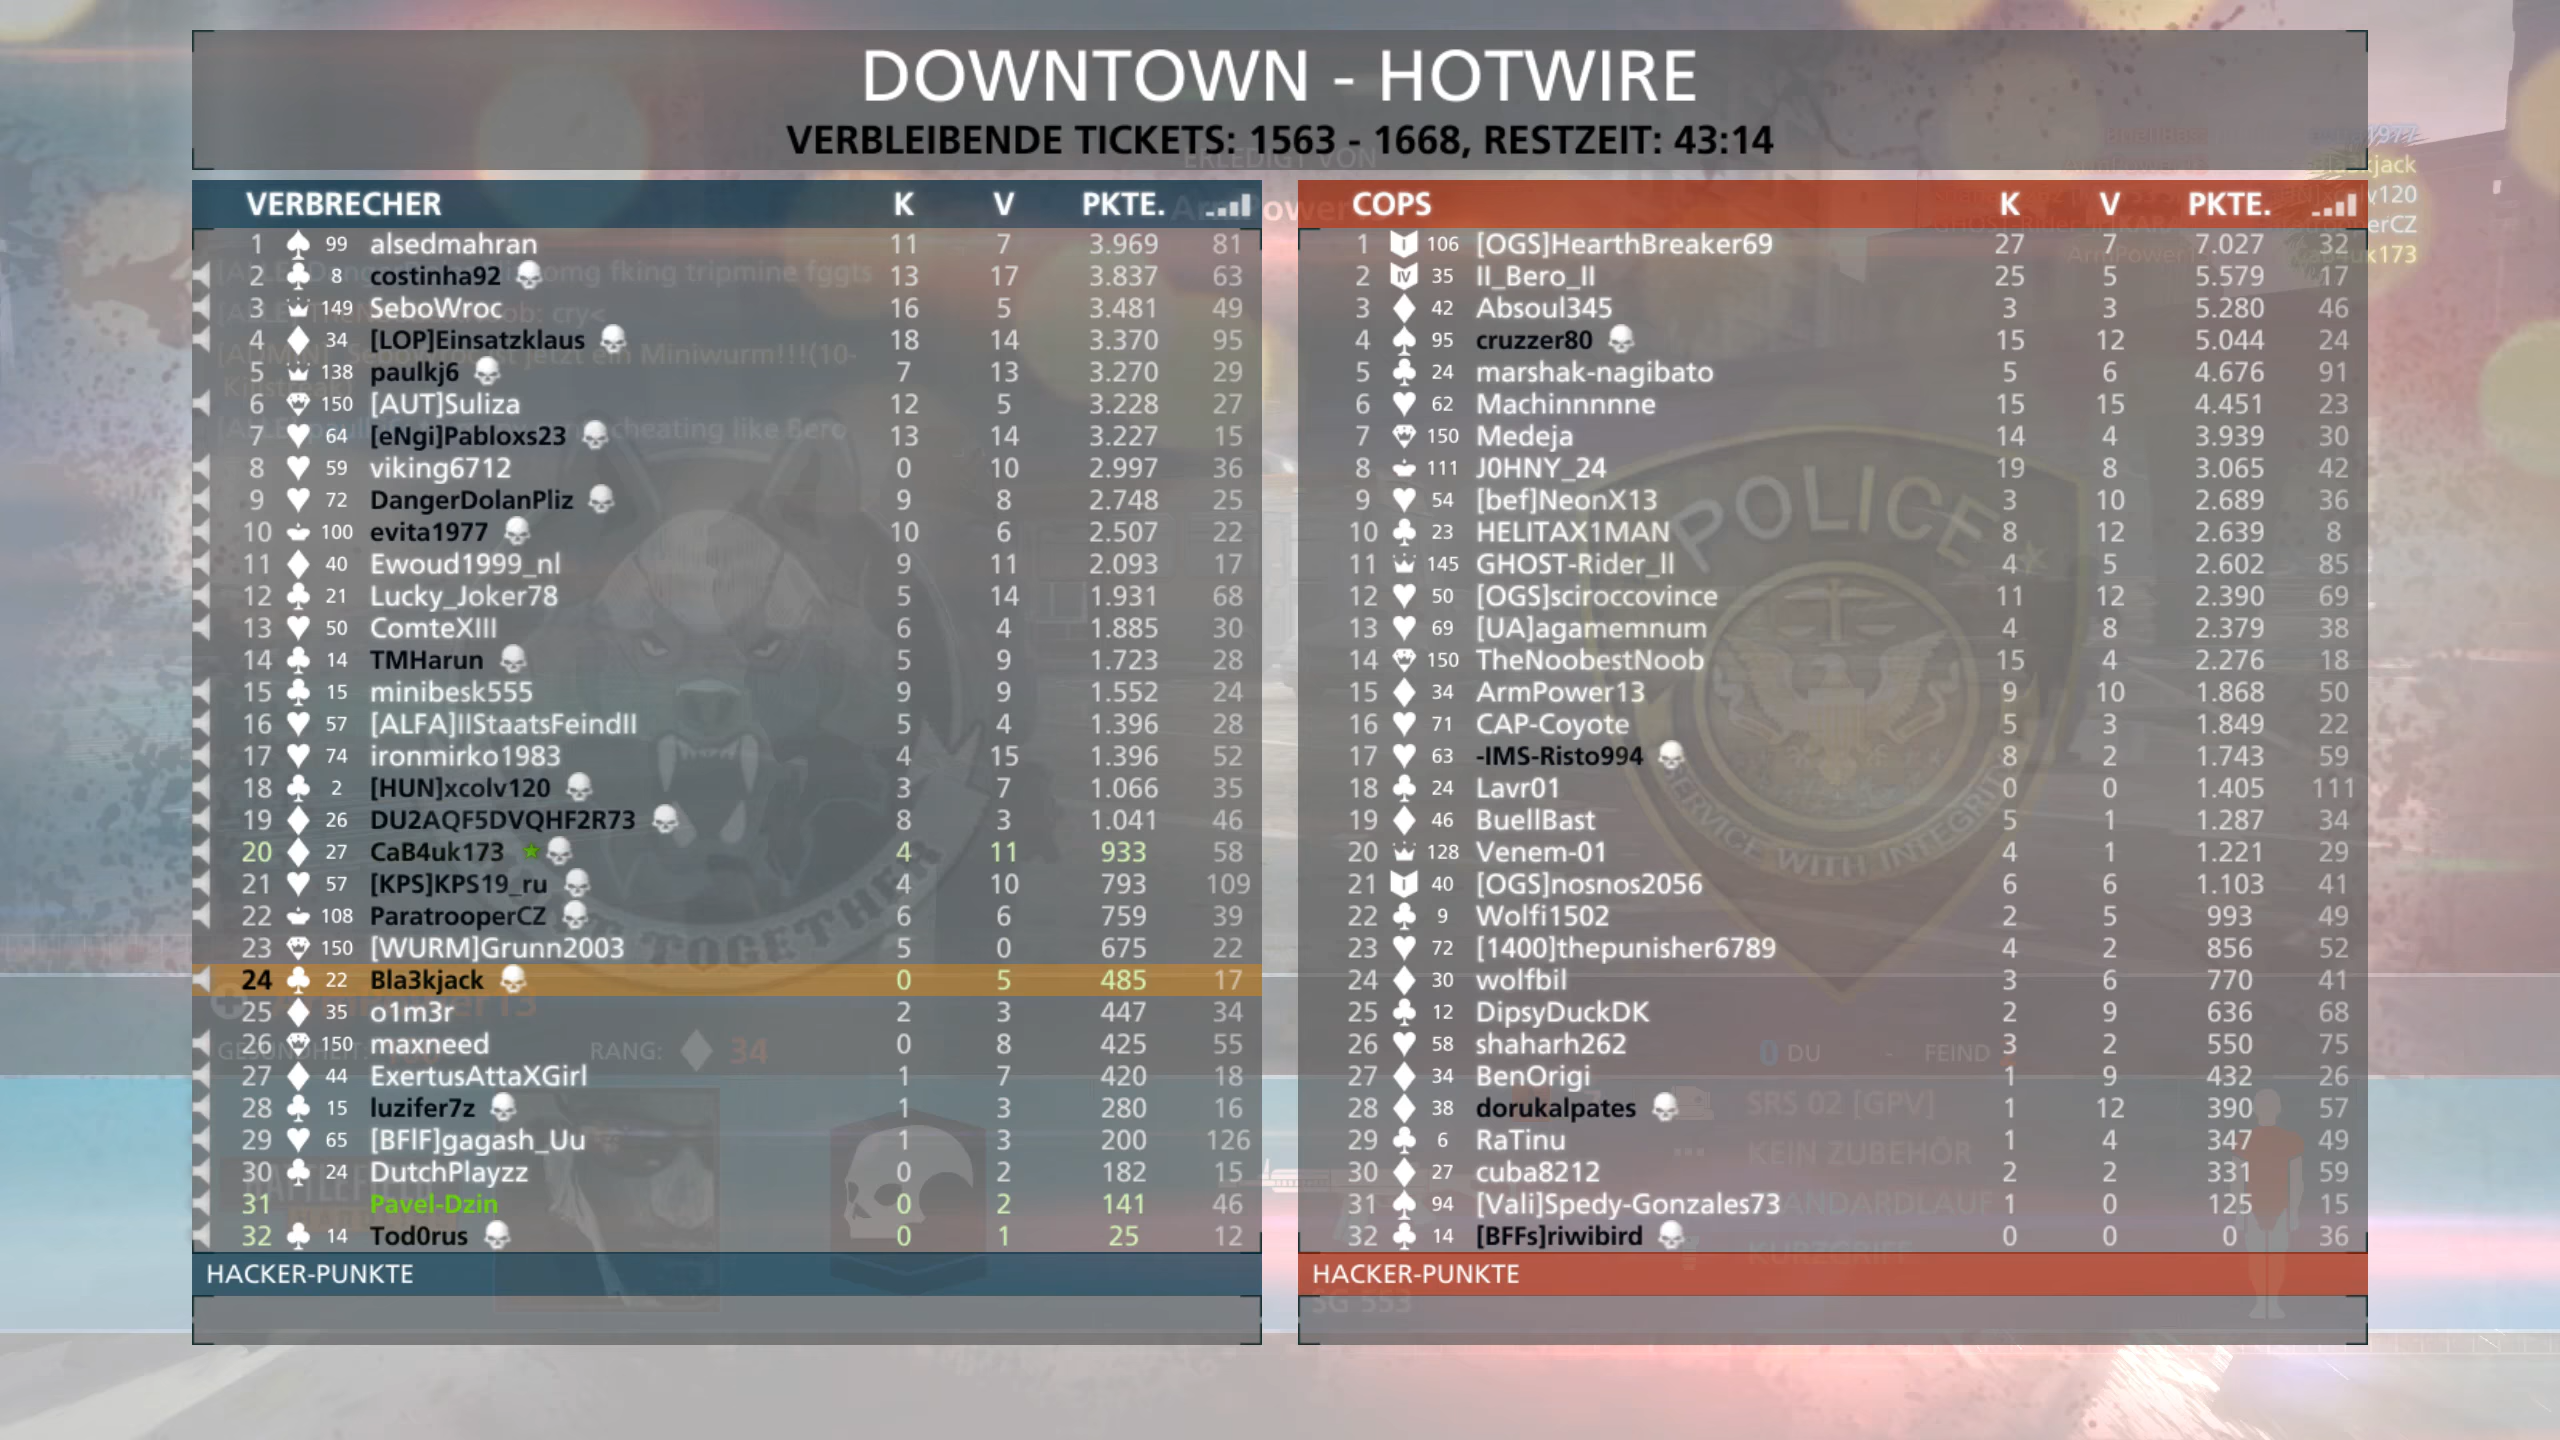 DOWNTOWN - HOTWIRE
VERBLEIBENDE TICKETS: 1563 - 1668, RESTZEIT: 43:14
ERLEDIGT VON
VERBRECHER K V PKTE.
1 99 alsedmahran 11 7 3.969 81
2 8 costinha92 13 17 3.837 63
3 149 SeboWroc 16 5 3.481 49
4 34 [LOP]Einsatzklaus 18 14 3.370 95
5 138 paulkj6 7 13 3.270 29
6 150 [AUT]Suliza 12 5 3.228 27
7 64 [eNgi]Pabloxs23 13 14 3.227 15
8 59 viking6712 0 10 2.997 36
9 72 DangerDolanPliz 9 8 2.748 25
10 100 evita1977 10 6 2.507 22
11 40 Ewoud1999_nl 9 11 2.093 17
12 21 Lucky_Joker78 5 14 1.931 68
13 50 ComteXIII 6 4 1.885 30
14 14 TMHarun 5 9 1.723 28
15 15 minibesk555 9 9 1.552 24
16 57 [ALFA]IIStaatsFeindII 5 4 1.396 28
17 74 ironmirko1983 4 15 1.396 52
18 2 [HUN]xcolv120 3 7 1.066 35
19 26 DU2AQF5DVQHF2R73 8 3 1.041 46
20 27 CaB4uk173 4 11 933 58
21 57 [KPS]KPS19_ru 4 10 793 109
22 108 ParatrooperCZ 6 6 759 39
23 150 [WURM]Grunn2003 5 0 675 22
24 22 Bla3kjack 0 5 485 17
25 35 o1m3r 2 3 447 34
26 150 maxneed 0 8 425 55
27 44 ExertusAttaXGirl 1 7 420 18
28 15 luzifer7z 1 3 280 16
29 65 [BFlF]gagash_Uu 1 3 200 126
30 24 DutchPlayzz 0 2 182 15
31 Pavel-Dzin 0 2 141 46
32 14 Tod0rus 0 1 25 12
HACKER-PUNKTE
COPS K V PKTE.
1 I 106 [OGS]HearthBreaker69 27 7 7.027 32
2 IV 35 II_Bero_II 25 5 5.579 17
3 42 Absoul345 3 3 5.280 46
4 95 cruzzer80 15 12 5.044 24
5 24 marshak-nagibato 5 6 4.676 91
6 62 Machinnnnne 15 15 4.451 23
7 150 Medeja 14 4 3.939 30
8 111 J0HNY_24 19 8 3.065 42
9 54 [bef]NeonX13 3 10 2.689 36
10 23 HELITAX1MAN 8 12 2.639 8
11 145 GHOST-Rider_ll 4 5 2.602 85
12 50 [OGS]sciroccovince 11 12 2.390 69
13 69 [UA]agamemnum 4 8 2.379 38
14 150 TheNoobestNoob 15 4 2.276 18
15 34 ArmPower13 9 10 1.868 50
16 71 CAP-Coyote 5 3 1.849 22
17 63 -IMS-Risto994 8 2 1.743 59
18 24 Lavr01 0 0 1.405 111
19 46 BuellBast 5 1 1.287 34
20 128 Venem-01 4 1 1.221 29
21 I 40 [OGS]nosnos2056 6 6 1.103 41
22 9 Wolfi1502 2 5 993 49
23 72 [1400]thepunisher6789 4 2 856 52
24 30 wolfbil 3 6 770 41
25 12 DipsyDuckDK 2 9 636 68
26 58 shaharh262 3 2 550 75
27 34 BenOrigi 1 9 432 26
28 38 dorukalpates 1 12 390 57
29 6 RaTinu 1 4 347 49
30 27 cuba8212 2 2 331 59
31 94 [Vali]Spedy-Gonzales73 1 0 125 15
32 14 [BFFs]riwibird 0 0 0 36
HACKER-PUNKTE
POLICE
SERVICE WITH INTEGRITY
TOGETHER
RANG: 34
0 DU - FEIND
SRS 02 [GPV]
KEIN ZUBEHÖR
KURZGRIFF
SG 553